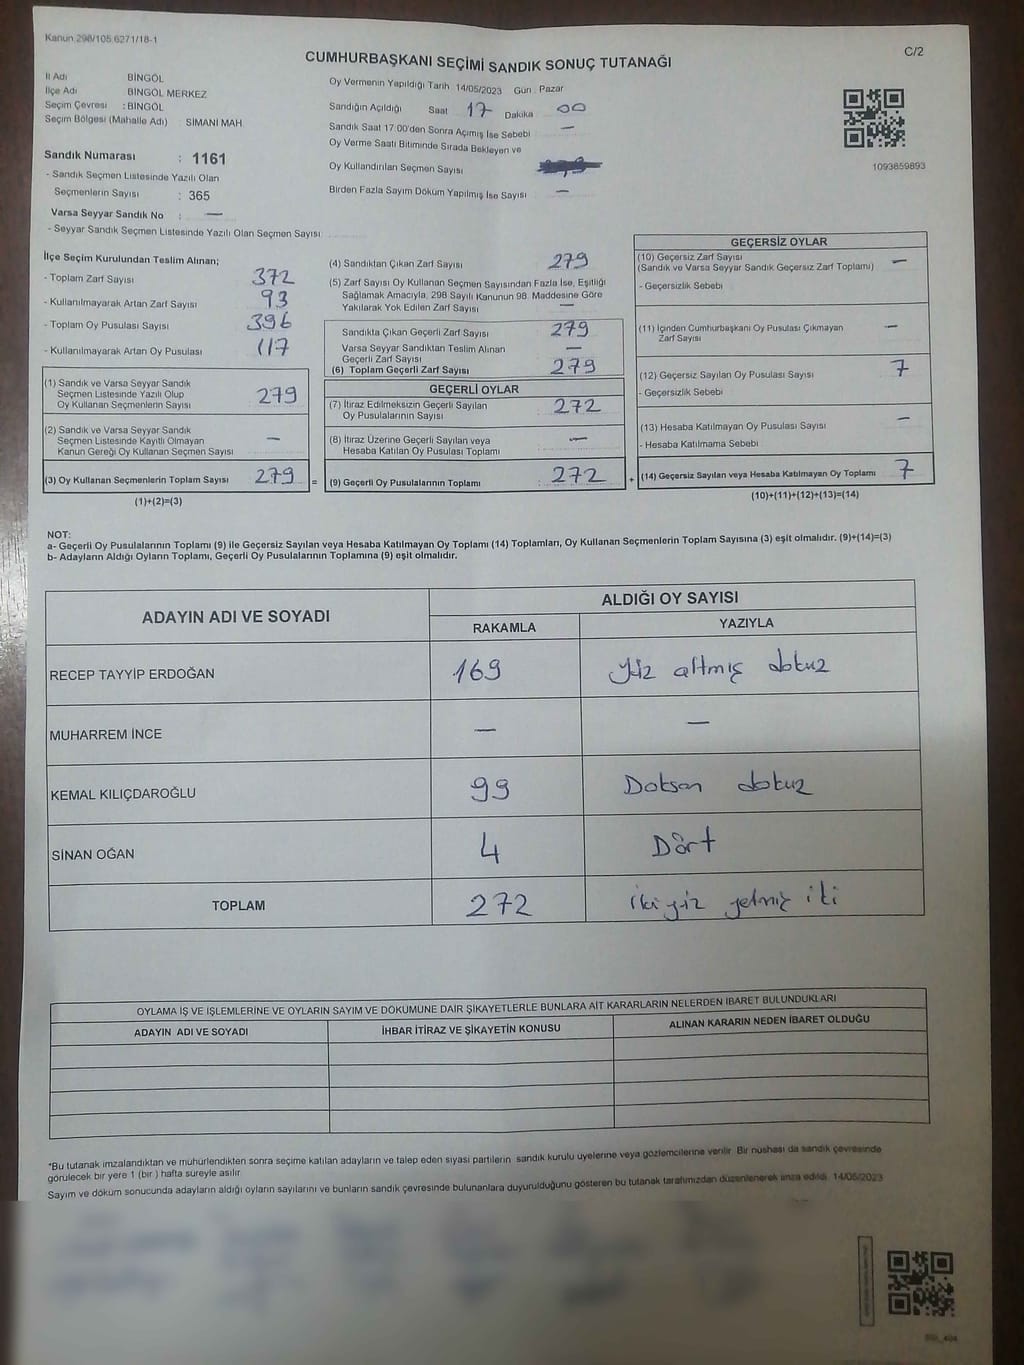 Kanun 298/105 6271/18-1
C/2
CUMHURBAŞKANI SEÇİMİ SANDIK SONUÇ TUTANAĞI
İl Adı BİNGÖL
İlçe Adı BİNGÖL MERKEZ
Seçim Çevresi : BİNGÖL
Seçim Bölgesi (Mahalle Adı) SİMANİ MAH.
Sandık Numarası : 1161
- Sandık Seçmen Listesinde Yazılı Olan
Seçmenlerin Sayısı : 365
Varsa Seyyar Sandık No : —
- Seyyar Sandık Seçmen Listesinde Yazılı Olan Seçmen Sayısı:
Oy Vermenin Yapıldığı Tarih 14/05/2023 Gün : Pazar
Sandığın Açıldığı Saat 17 Dakika 00
Sandık Saat 17:00'den Sonra Açımış İse Sebebi —
Oy Verme Saati Bitiminde Sırada Bekleyen ve
Oy Kullandırılan Seçmen Sayısı
Birden Fazla Sayım Döküm Yapılmış İse Sayısı —
1093859893
İlçe Seçim Kurulundan Teslim Alınan;
- Toplam Zarf Sayısı 372
- Kullanılmayarak Artan Zarf Sayısı 93
- Toplam Oy Pusulası Sayısı 396
- Kullanılmayarak Artan Oy Pusulası 117
(1) Sandık ve Varsa Seyyar Sandık
Seçmen Listesinde Yazılı Olup
Oy Kullanan Seçmenlerin Sayısı 279
(2) Sandık ve Varsa Seyyar Sandık
Seçmen Listesinde Kayıtlı Olmayan
Kanun Gereği Oy Kullanan Seçmen Sayısı —
(3) Oy Kullanan Seçmenlerin Toplam Sayısı 279 =
(1)+(2)=(3)
(4) Sandıktan Çıkan Zarf Sayısı 279
(5) Zarf Sayısı Oy Kullanan Seçmen Sayısından Fazla İse, Eşitliği
Sağlamak Amacıyla, 298 Sayılı Kanunun 98. Maddesine Göre
Yakılarak Yok Edilen Zarf Sayısı —
Sandıkta Çıkan Geçerli Zarf Sayısı 279
Varsa Seyyar Sandıktan Teslim Alınan
Geçerli Zarf Sayısı —
(6) Toplam Geçerli Zarf Sayısı 279
GEÇERLİ OYLAR
(7) İtiraz Edilmeksizin Geçerli Sayılan
Oy Pusulalarının Sayısı 272
(8) İtiraz Üzerine Geçerli Sayılan veya
Hesaba Katılan Oy Pusulası Toplamı —
(9) Geçerli Oy Pusulalarının Toplamı 272 +
GEÇERSİZ OYLAR
(10) Geçersiz Zarf Sayısı —
(Sandık ve Varsa Seyyar Sandık Geçersiz Zarf Toplamı)
- Geçersizlik Sebebi
(11) İçinden Cumhurbaşkanı Oy Pusulası Çıkmayan —
Zarf Sayısı
(12) Geçersiz Sayılan Oy Pusulası Sayısı 7
- Geçersizlik Sebebi
(13) Hesaba Katılmayan Oy Pusulası Sayısı —
- Hesaba Katılmama Sebebi
(14) Geçersiz Sayılan veya Hesaba Katılmayan Oy Toplamı 7
(10)+(11)+(12)+(13)=(14)
NOT:
a- Geçerli Oy Pusulalarının Toplamı (9) ile Geçersiz Sayılan veya Hesaba Katılmayan Oy Toplamı (14) Toplamları, Oy Kullanan Seçmenlerin Toplam Sayısına (3) eşit olmalıdır. (9)+(14)=(3)
b- Adayların Aldığı Oyların Toplamı, Geçerli Oy Pusulalarının Toplamına (9) eşit olmalıdır.
ADAYIN ADI VE SOYADI
ALDIĞI OY SAYISI
RAKAMLA YAZIYLA
RECEP TAYYİP ERDOĞAN 169 Yüz altmış dokuz
MUHARREM İNCE — —
KEMAL KILIÇDAROĞLU 99 Doksan dokuz
SİNAN OĞAN 4 Dört
TOPLAM 272 iki yüz yetmiş iki
OYLAMA İŞ VE İŞLEMLERİNE VE OYLARIN SAYIM VE DÖKÜMÜNE DAİR ŞİKAYETLERLE BUNLARA AİT KARARLARIN NELERDEN İBARET BULUNDUKLARI
ADAYIN ADI VE SOYADI İHBAR İTİRAZ VE ŞİKAYETİN KONUSU ALINAN KARARIN NEDEN İBARET OLDUĞU
*Bu tutanak imzalandıktan ve mühürlendikten sonra seçime katılan adayların ve talep eden siyasi partilerin sandık kurulu üyelerine veya gözlemcilerine verilir. Bir nüshası da sandık çevresinde
görülecek bir yere 1 (bir ) hafta süreyle asılır.
Sayım ve döküm sonucunda adayların aldığı oyların sayılarını ve bunların sandık çevresinde bulunanlara duyurulduğunu gösteren bu tutanak tarafımızdan düzenlenerek imza edildi. 14/05/2023